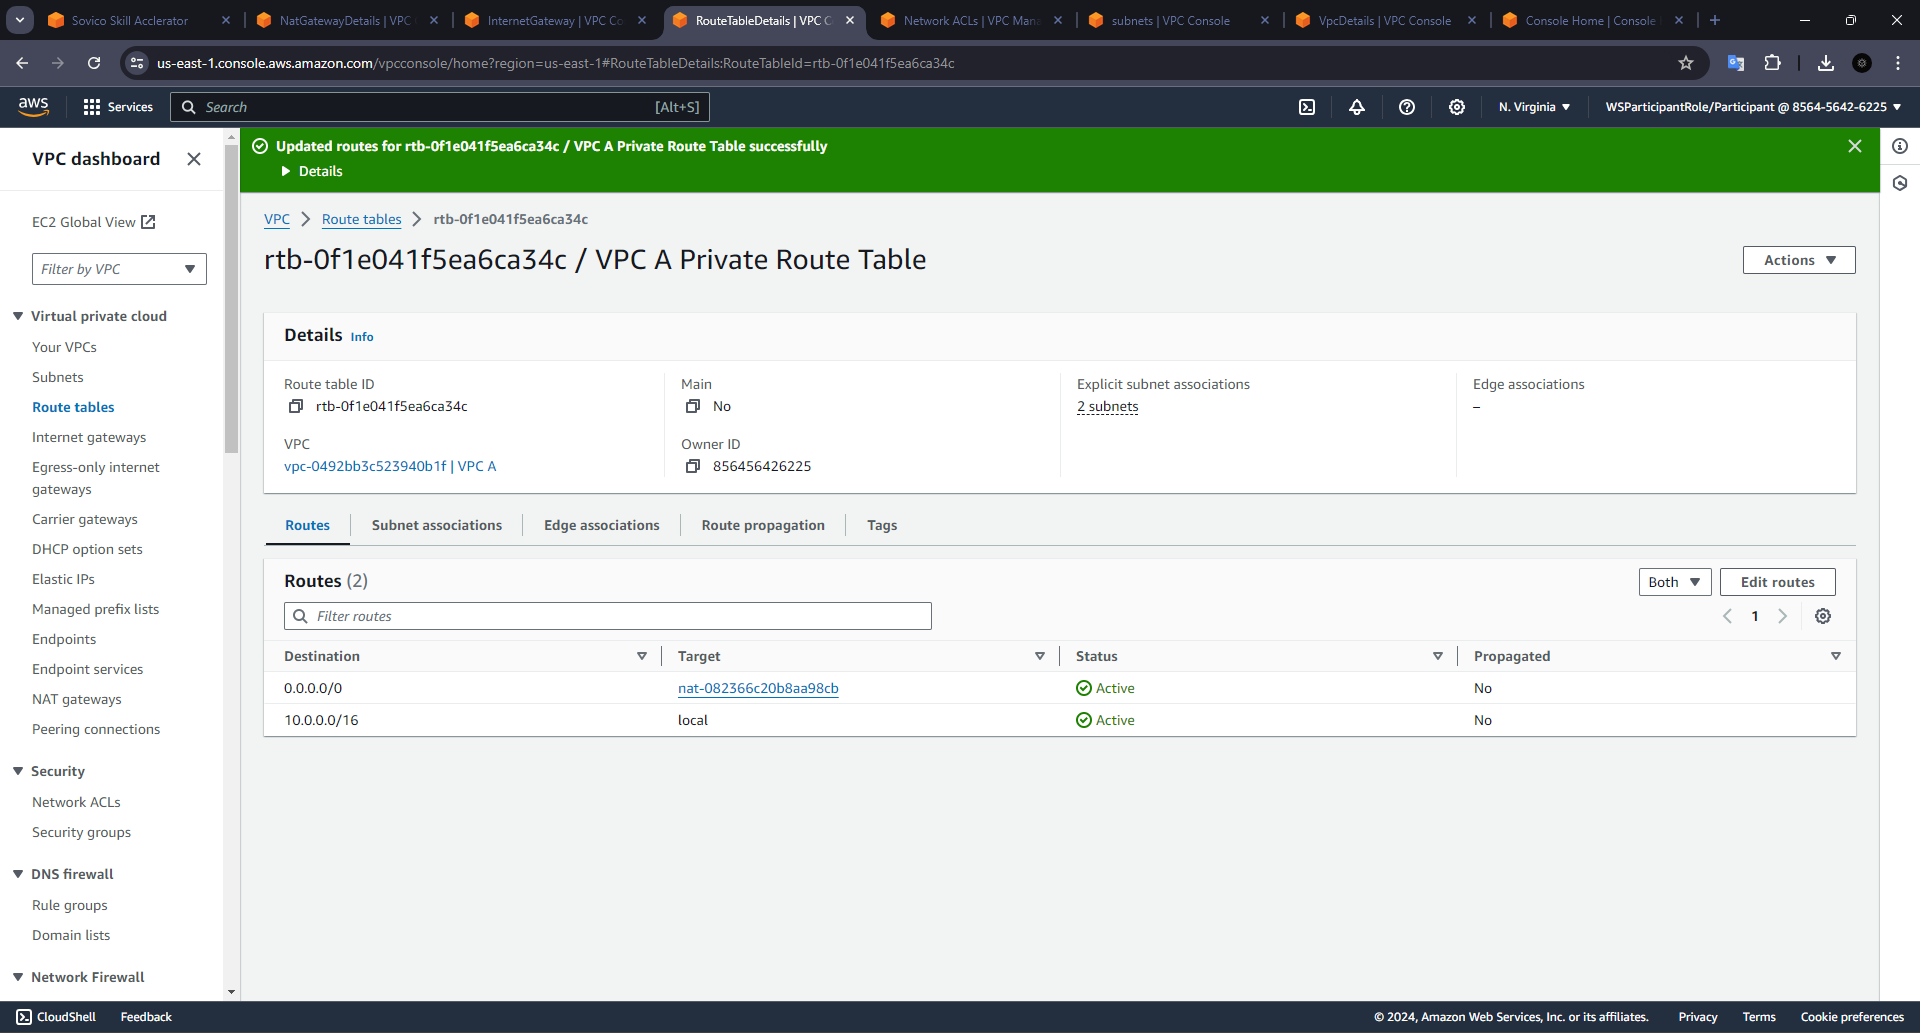 Sovico Skill Acclerator
NatGatewayDetails | VPC
InternetGateway | VPC Co
RouteTableDetails | VPC C
Network ACLs | VPC Mana
subnets | VPC Console
VpcDetails | VPC Console
Console Home | Console
us-east-1.console.aws.amazon.com/vpcconsole/home?region=us-east-1#RouteTableDetails:RouteTableId=rtb-0f1e041f5ea6ca34c
aws
Services
Search
[Alt+S]
N. Virginia
WSParticipantRole/Participant @ 8564-5642-6225
VPC dashboard
EC2 Global View
Filter by VPC
Virtual private cloud
Your VPCs
Subnets
Route tables
Internet gateways
Egress-only internet
gateways
Carrier gateways
DHCP option sets
Elastic IPs
Managed prefix lists
Endpoints
Endpoint services
NAT gateways
Peering connections
Security
Network ACLs
Security groups
DNS firewall
Rule groups
Domain lists
Network Firewall
Updated routes for rtb-0f1e041f5ea6ca34c / VPC A Private Route Table successfully
Details
VPC
Route tables
rtb-0f1e041f5ea6ca34c
rtb-0f1e041f5ea6ca34c / VPC A Private Route Table
Actions
Details Info
Route table ID
rtb-0f1e041f5ea6ca34c
Main
No
Explicit subnet associations
2 subnets
Edge associations
–
VPC
vpc-0492bb3c523940b1f | VPC A
Owner ID
856456426225
Routes
Subnet associations
Edge associations
Route propagation
Tags
Routes (2)
Both
Edit routes
Filter routes
1
Destination
Target
Status
Propagated
0.0.0.0/0
nat-082366c20b8aa98cb
Active
No
10.0.0.0/16
local
Active
No
CloudShell
Feedback
© 2024, Amazon Web Services, Inc. or its affiliates.
Privacy
Terms
Cookie preferences